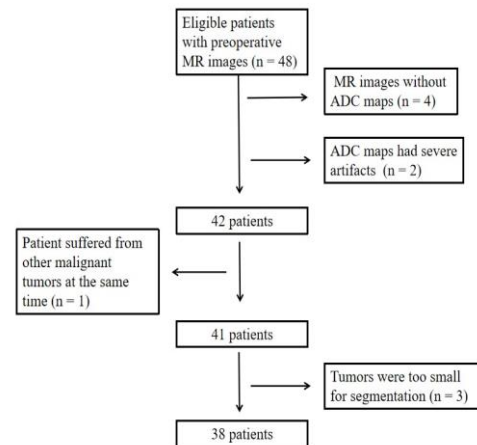 Eligible patients
with preoperative
MR images (n = 48)
MR images without
ADC maps (n = 4)
ADC maps had severe
artifacts (n = 2)
42 patients
Patient suffered from
other malignant
tumors at the same
time (n = 1)
41 patients
Tumors were too small
for segmentation (n = 3)
38 patients